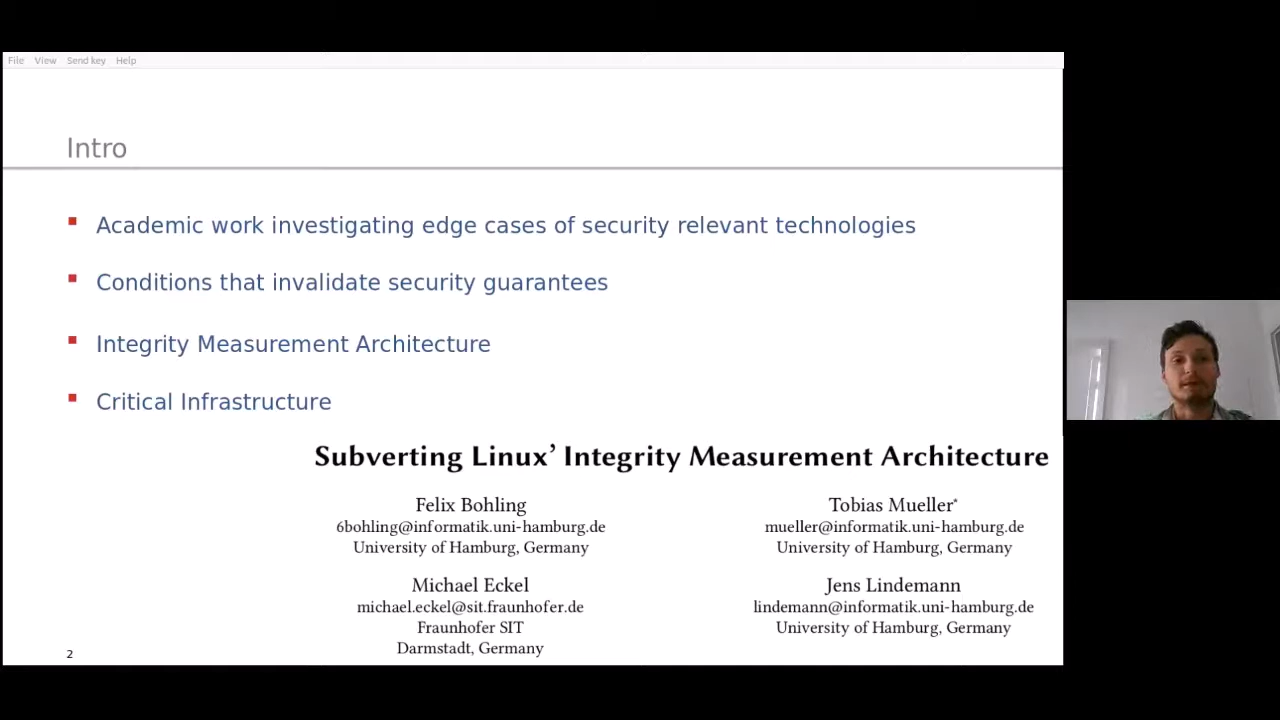 File View Send key Help
Intro
Academic work investigating edge cases of security relevant technologies
Conditions that invalidate security guarantees
Integrity Measurement Architecture
Critical Infrastructure
Subverting Linux’ Integrity Measurement Architecture
Felix Bohling
6bohling@informatik.uni-hamburg.de
University of Hamburg, Germany
Tobias Mueller*
mueller@informatik.uni-hamburg.de
University of Hamburg, Germany
Michael Eckel
michael.eckel@sit.fraunhofer.de
Fraunhofer SIT
Darmstadt, Germany
Jens Lindemann
lindemann@informatik.uni-hamburg.de
University of Hamburg, Germany
2